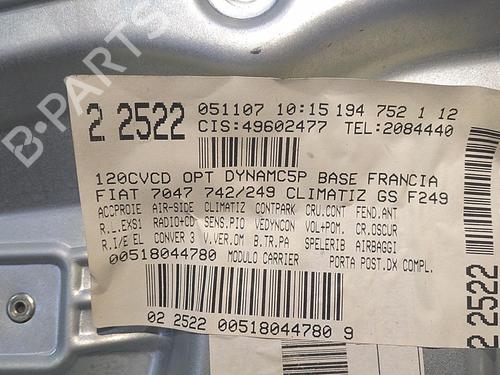 2 2522
051107 10:15 194 752 1 12
CIS:49602477 TEL:2084440
120CVCD OPT DYNAMC5P BASE FRANCIA
FIAT 7047 742/249 CLIMATIZ GS F249
ACCPROIE AIR-SIDE CLIMATIZ CONTPARK CRU.CONT FEND.ANT
R.L.EXSI RADIO+CD SENS.PIO VEDYNCON VOL+POM. CR.OSCUR
R.I/E EL CONVER 3 V.VER.OM B.TR.PA SPELERIB AIRBAGGI
00518044780 MODULO CARRIER PORTA POST.DX COMPL.
02 2522 00518044780 9
2 2522
B-PARTS